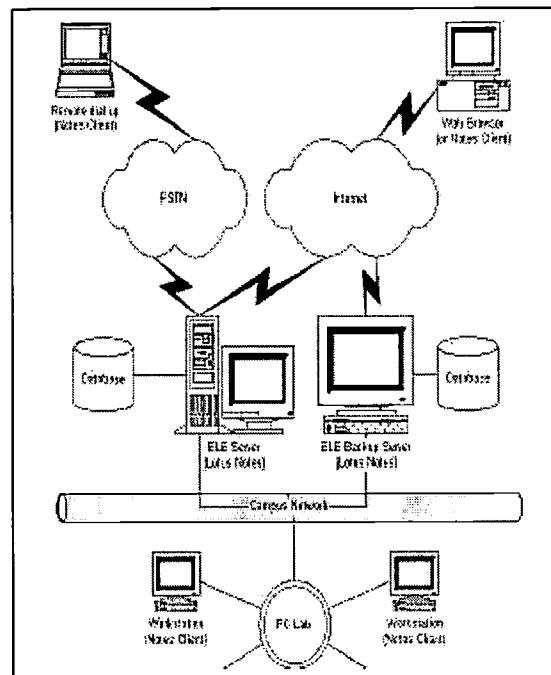 Remote Dial up
(Notes Client)
Web Browser
(or Notes Client)
PSTN
Internet
Database
Database
ELE Server
(Lotus Notes)
ELE Backup Server
(Lotus Notes)
Campus Network
Workstation
(Notes Client)
PC Lab
Workstation
(Notes Client)